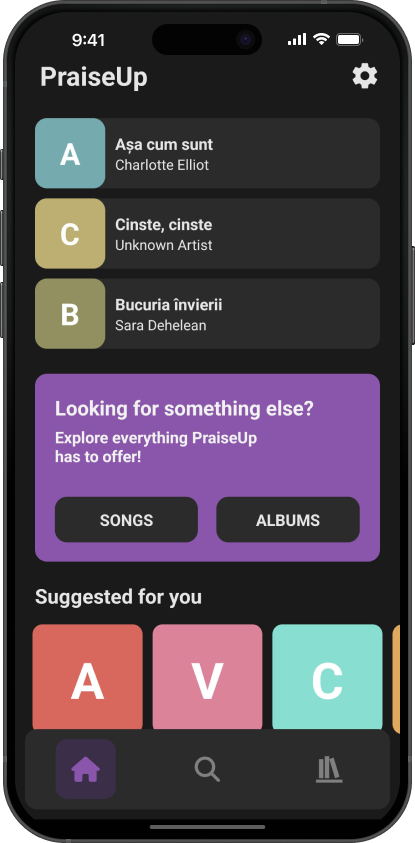 9:41
PraiseUp
A
Așa cum sunt
Charlotte Elliot
C
Cinste, cinste
Unknown Artist
B
Bucuria învierii
Sara Dehelean
Looking for something else?
Explore everything PraiseUp
has to offer!
SONGS
ALBUMS
Suggested for you
A
V
C